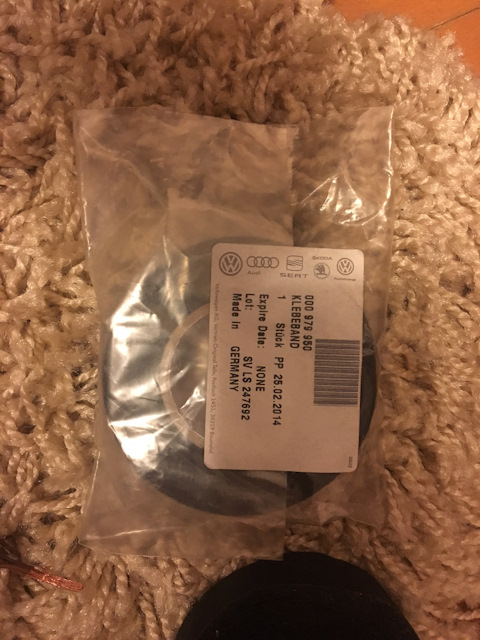 Audi
SEAT
ŠKODA
000 979 950
KLEBEBAND
1 Stück PP 25.02.2014
Expire Date: NONE
Lot: SV LS 247692
Made in GERMANY